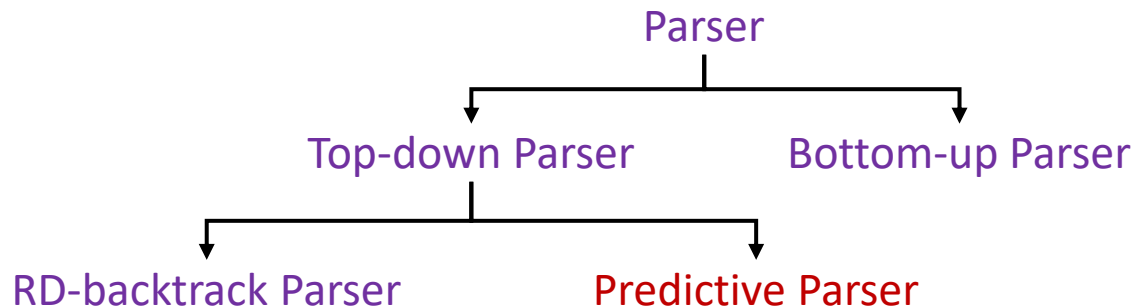 Parser
Top-down Parser
Bottom-up Parser
RD-backtrack Parser
Predictive Parser